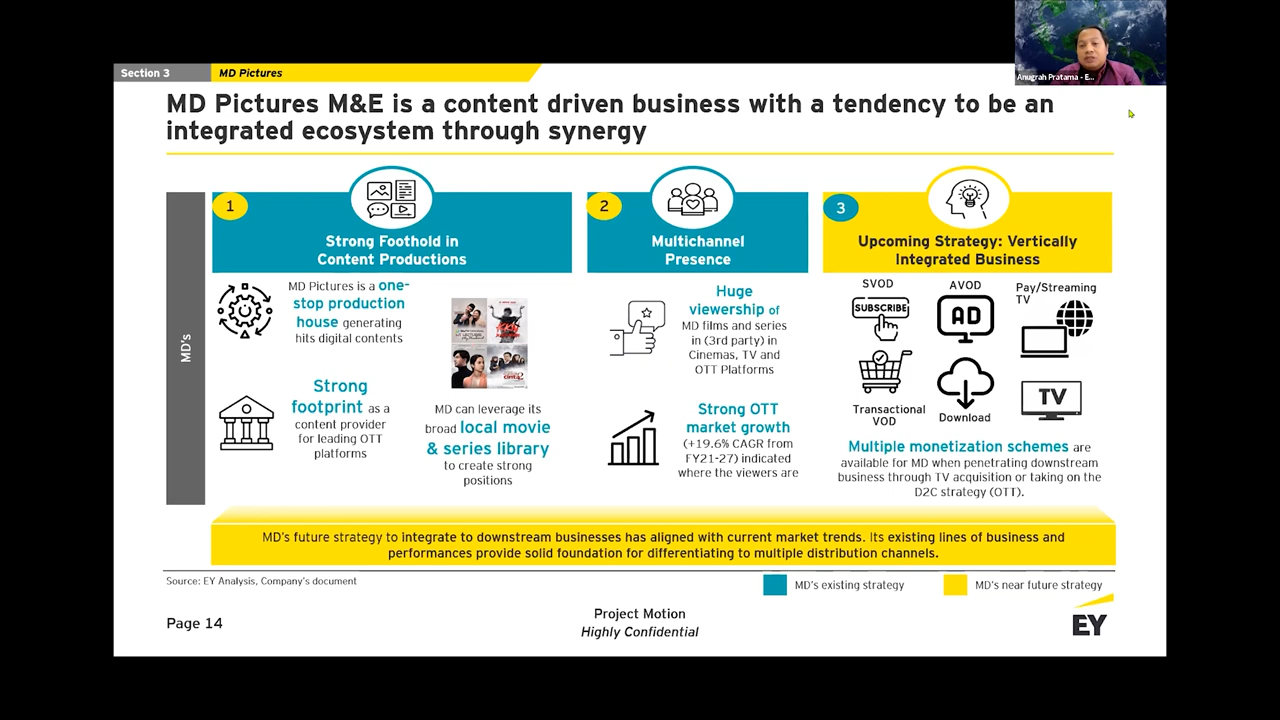 Anugrah Pratama - E...
Section 3
MD Pictures
MD Pictures M&E is a content driven business with a tendency to be an
integrated ecosystem through synergy
MD's
1
Strong Foothold in
Content Productions
MD Pictures is a one-
stop production
house generating
hits digital contents
Strong
footprint as a
content provider
for leading OTT
platforms
MD can leverage its
broad local movie
& series library
to create strong
positions
2
Multichannel
Presence
Huge
viewership of
MD films and series
in (3rd party) in
Cinemas, TV and
OTT Platforms
Strong OTT
market growth
(+19.6% CAGR from
FY21-27) indicated
where the viewers are
3
Upcoming Strategy: Vertically
Integrated Business
SVOD
SUBSCRIBE
AVOD
AD
Pay/Streaming
TV
Transactional
VOD
Download
TV
Multiple monetization schemes are
available for MD when penetrating downstream
business through TV acquisition or taking on the
D2C strategy (OTT).
MD's future strategy to integrate to downstream businesses has aligned with current market trends. Its existing lines of business and
performances provide solid foundation for differentiating to multiple distribution channels.
Source: EY Analysis, Company's document
MD's existing strategy
MD's near future strategy
Page 14
Project Motion
Highly Confidential
EY